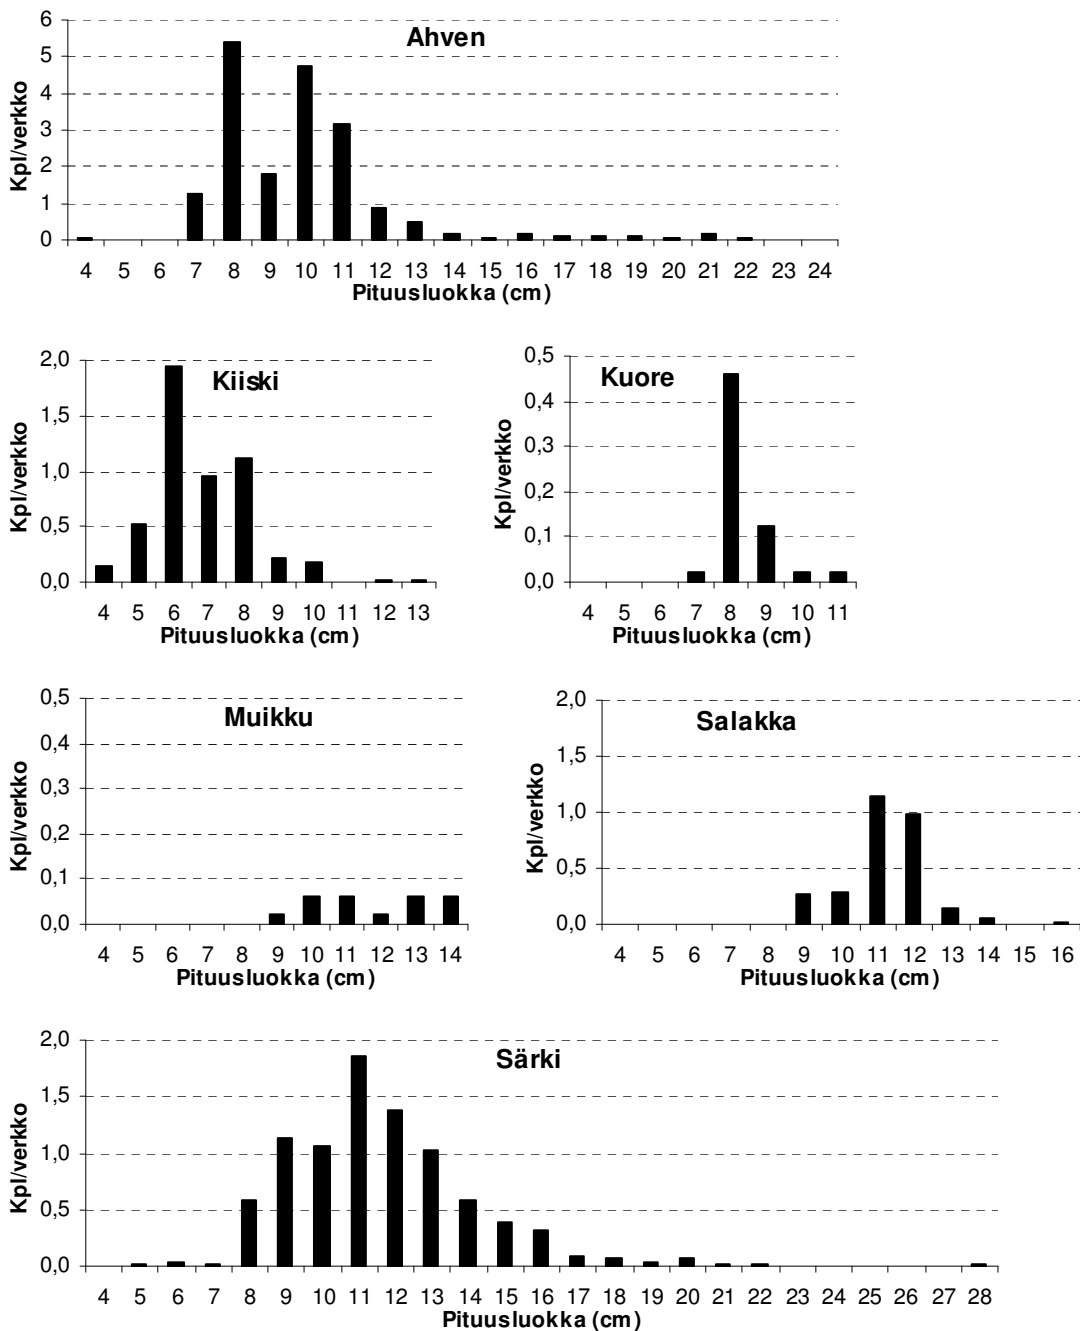 Ahven
Kpl/verkko
6
5
4
3
2
1
0
4 5 6 7 8 9 10 11 12 13 14 15 16 17 18 19 20 21 22 23 24
Pituusluokka (cm)
Kiiski
Kpl/verkko
2,0
1,5
1,0
0,5
0,0
4 5 6 7 8 9 10 11 12 13
Pituusluokka (cm)
Kuore
Kpl/verkko
0,5
0,4
0,3
0,2
0,1
0,0
4 5 6 7 8 9 10 11
Pituusluokka (cm)
Muikku
Kpl/verkko
0,5
0,4
0,3
0,2
0,1
0,0
4 5 6 7 8 9 10 11 12 13 14
Pituusluokka (cm)
Salakka
Kpl/verkko
2,0
1,5
1,0
0,5
0,0
4 5 6 7 8 9 10 11 12 13 14 15 16
Pituusluokka (cm)
Särki
Kpl/verkko
2,0
1,5
1,0
0,5
0,0
4 5 6 7 8 9 10 11 12 13 14 15 16 17 18 19 20 21 22 23 24 25 26 27 28
Pituusluokka (cm)